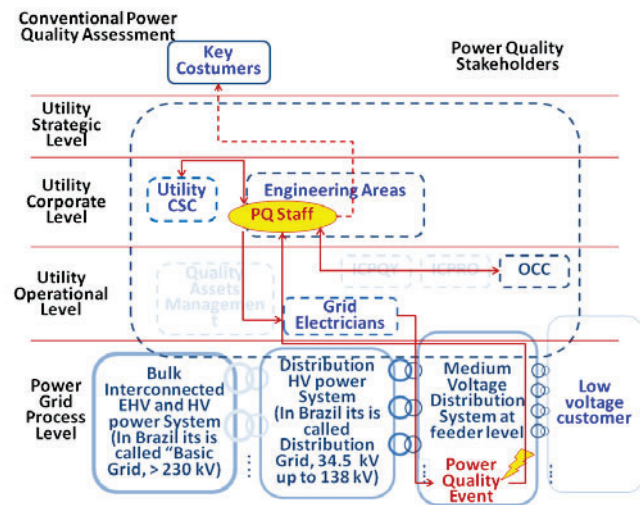 Conventional Power
Quality Assessment
Key
Costumers
Power Quality
Stakeholders
Utility
Strategic
Level
Utility
Corporate
Level
Utility
CSC
Engineering Areas
PQ Staff
Utility
Operational
Level
Quality
Assets
Managemen
t
ICPQY
ICPRO
OCC
Grid
Electricians
Power Grid
Process
Level
Bulk
Interconnected
EHV and HV
power System
(In Brazil its is
called “Basic
Grid, > 230 kV)
Distribution
HV power
System
(In Brazil its is
called
Distribution
Grid, 34.5 kV
up to 138 kV)
Medium
Voltage
Distribution
System at
feeder level
Power
Quality
Event
Low
voltage
customer